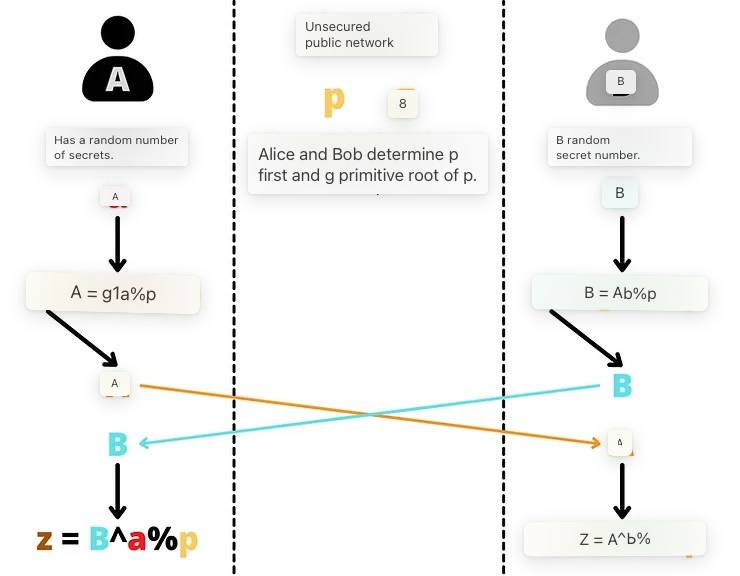 A
Unsecured
public network
B
p
8
Has a random number
of secrets.
Alice and Bob determine p
first and g primitive root of p.
B random
secret number.
A
B
A = g1a%p
B = Ab%p
A
B
B
z = B^a%p
Z = A^b%